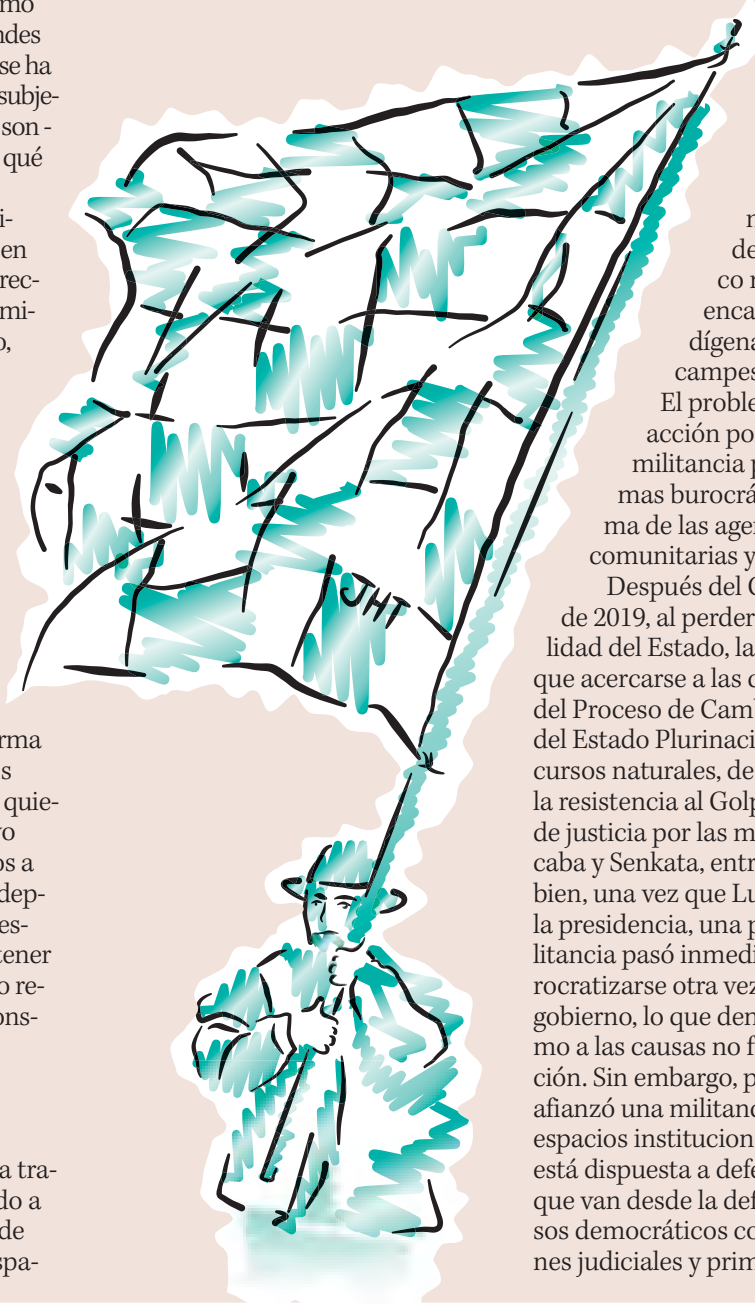 mo
ndes
se ha
subje-
son -
qué
i-
en
rec-
mi-
o,
rma
s
quie-
vo
os a
dep-
es-
tener
o re-
ons-
a tra-
do a
de
spa-
JHT
n
de
co
enca
dígena
campes
El proble
acción po
militancia p
mas burocrá
ma de las agen
comunitarias y
Después del G
de 2019, al perder
lidad del Estado, la
que acercarse a las c
del Proceso de Camb
del Estado Plurinaci
cursos naturales, de
la resistencia al Golp
de justicia por las m
caba y Senkata, entr
bien, una vez que Lu
la presidencia, una p
litancia pasó inmedi
rocratizarse otra vez
gobierno, lo que den
mo a las causas no f
ción. Sin embargo, p
afianzó una militanc
espacios institucion
está dispuesta a defe
que van desde la def
sos democráticos co
nes judiciales y prim